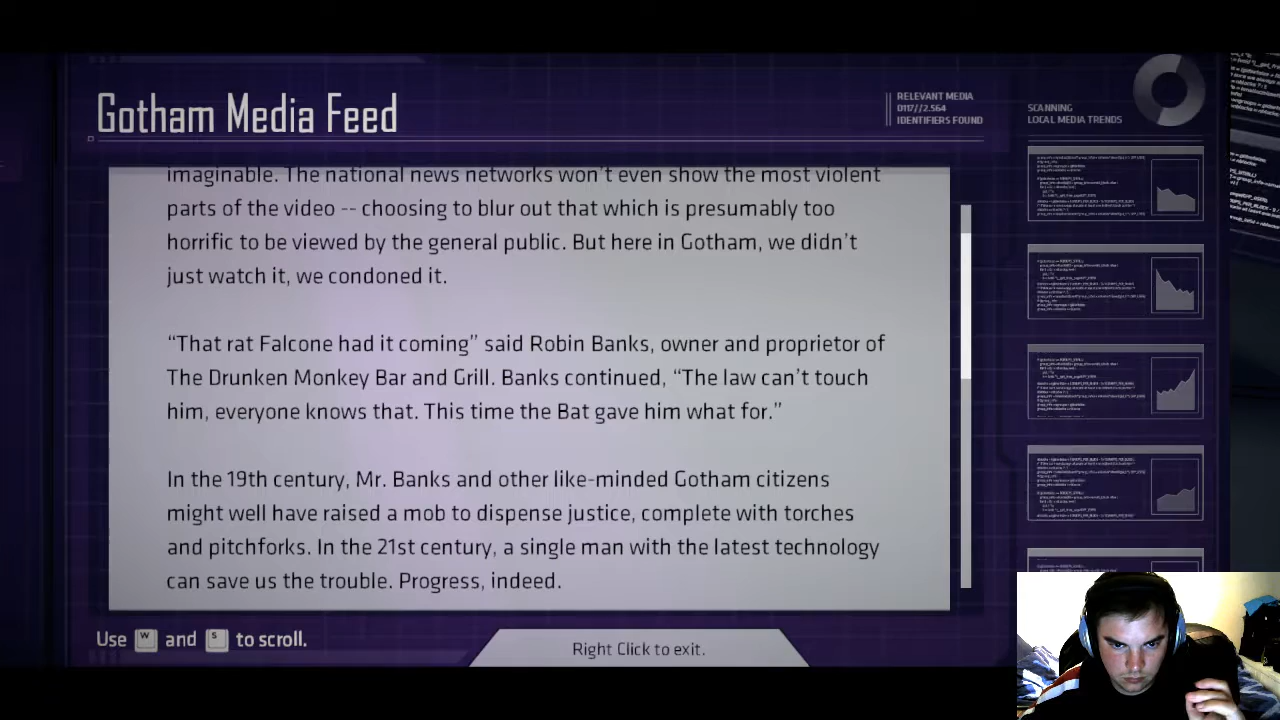 Gotham Media Feed
RELEVANT MEDIA
0117//2.564
IDENTIFIERS FOUND
SCANNING
LOCAL MEDIA TRENDS
imaginable. The national news networks won't even show the most violent
parts of the video, preferring to blur out that which is presumably too
horrific to be viewed by the general public. But here in Gotham, we didn't
just watch it, we craved it.
"That rat Falcone had it coming" said Robin Banks, owner and proprietor of
The Drunken Monkey Bar and Grill. Banks continued, "The law can't touch
him, everyone knows that. This time the Bat gave him what for."
In the 19th century, Mr. Banks and other like-minded Gotham citizens
would've formed a mob to dispense justice, complete with torches
and pitchforks. In the 21st century, a single man with the latest technology
can save us the trouble. Progress, indeed.
Use W and S to scroll.
Right Click to exit.